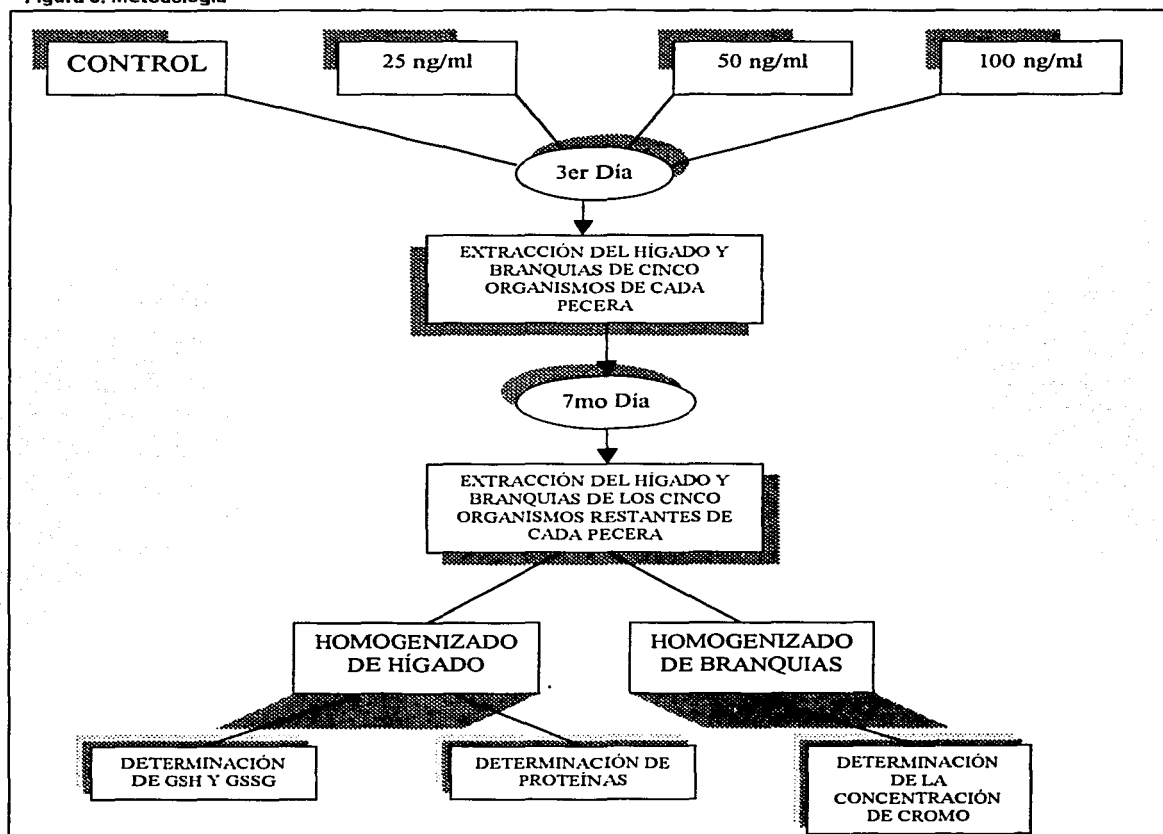 CONTROL
25 ng/ml
50 ng/ml
100 ng/ml
3er Día
EXTRACCIÓN DEL HÍGADO Y
BRANQUIAS DE CINCO
ORGANISMOS DE CADA
PECERA
7mo Día
EXTRACCIÓN DEL HÍGADO Y
BRANQUIAS DE LOS CINCO
ORGANISMOS RESTANTES DE
CADA PECERA
HOMOGENIZADO
DE HÍGADO
HOMOGENIZADO
DE BRANQUIAS
DETERMINACIÓN
DE GSH Y GSSG
DETERMINACIÓN DE
PROTEÍNAS
DETERMINACIÓN
DE LA
CONCENTRACIÓN
DE CROMO